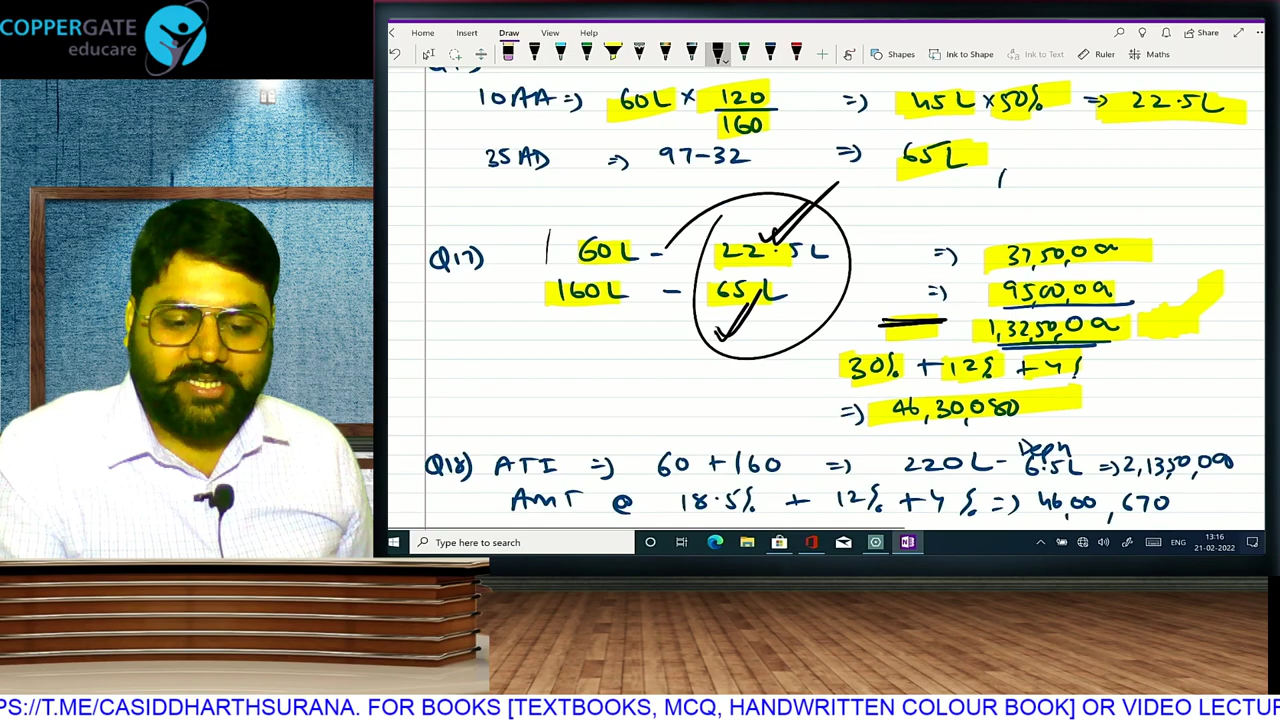 COPPERGATE
educare
Home Insert Draw View Help
Share
Shapes Ink to Shape Ink to Text Ruler Maths
10AA => 60L × 120/160 => 45L × 50% => 22.5L
35AD => 97-32 => 65L
Q17) 60L - 22.5L => 37,50,000
160L - 65L => 95,00,000
1,32,50,000
30% + 12% + 4%
=> 46,30,080
Q18) ATI => 60 + 160 => 220L - 6.5L => 2,13,50,000
Depn
AMT @ 18.5% + 12% + 4% => 46,00,670
Type here to search
ENG
13:16
21-02-2022
PS://T.ME/CASIDDHARTHSURANA. FOR BOOKS [TEXTBOOKS, MCQ, HANDWRITTEN COLOUR BOOK] OR VIDEO LECTUR